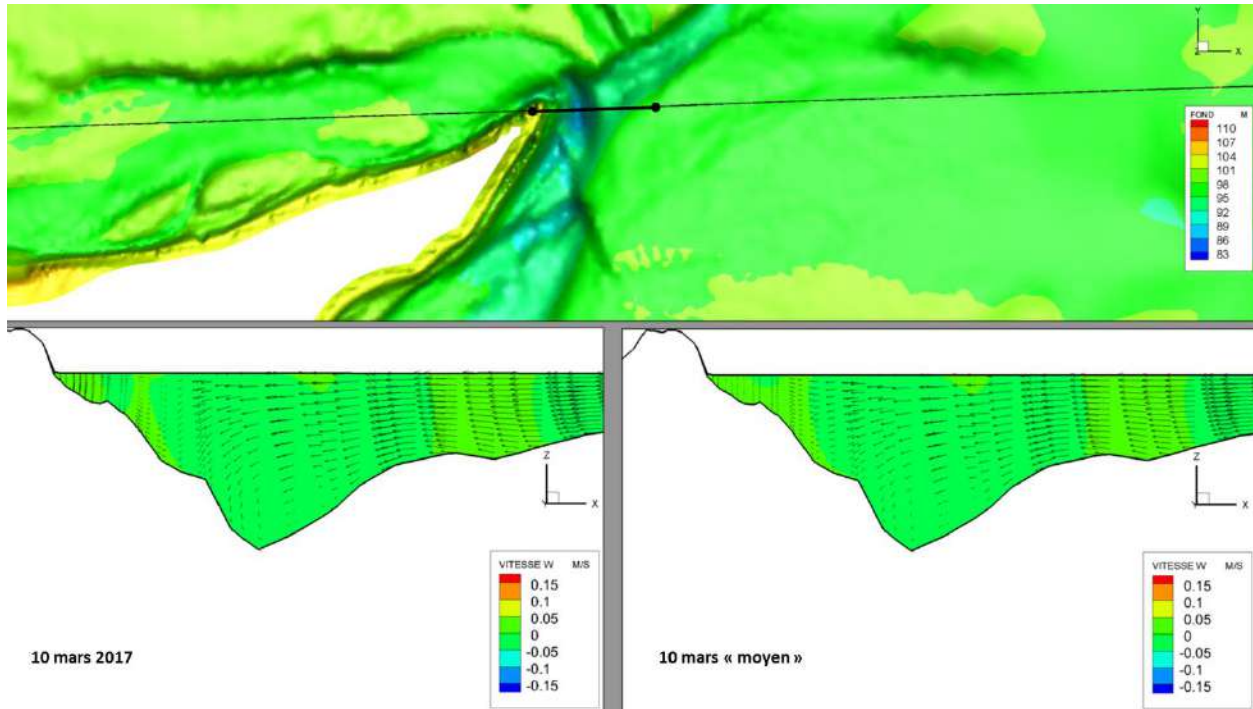 Y
Z X
FOND M
110
107
104
101
98
95
92
89
86
83
Z
Y X
VITESSE W M/S
0.15
0.1
0.05
0
-0.05
-0.1
-0.15
10 mars 2017
Z
Y X
VITESSE W M/S
0.15
0.1
0.05
0
-0.05
-0.1
-0.15
10 mars « moyen »